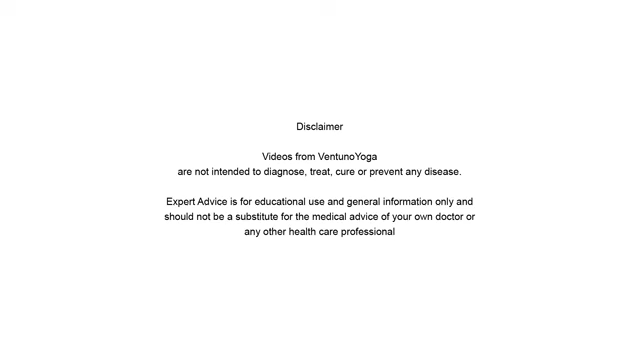 Disclaimer
Videos from VentunoYoga
are not intended to diagnose, treat, cure or prevent any disease.
Expert Advice is for educational use and general information only and
should not be a substitute for the medical advice of your own doctor or
any other health care professional